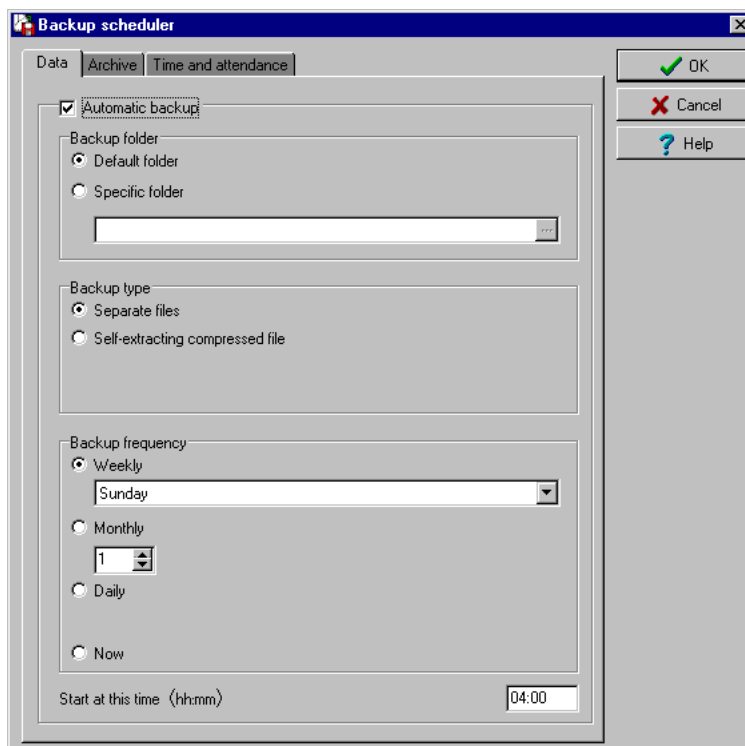 Backup scheduler
Data Archive Time and attendance
OK
Cancel
Help
Automatic backup
Backup folder
Default folder
Specific folder
...
Backup type
Separate files
Self-extracting compressed file
Backup frequency
Weekly
Sunday
Monthly
1
Daily
Now
Start at this time (hh:mm) 04:00